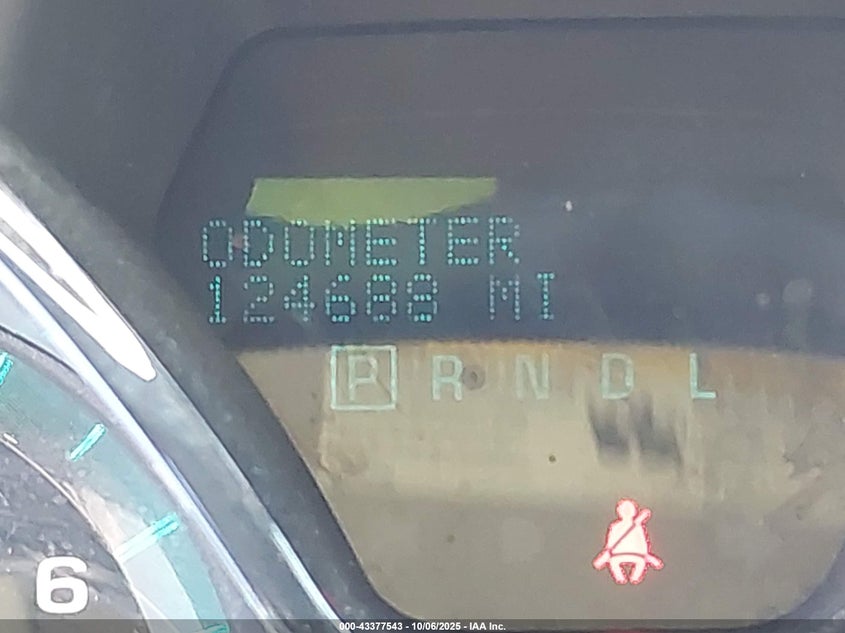 ODOMETER
124688 MI
P R N D L
6
000-43377543 - 10/06/2025 - IAA Inc.